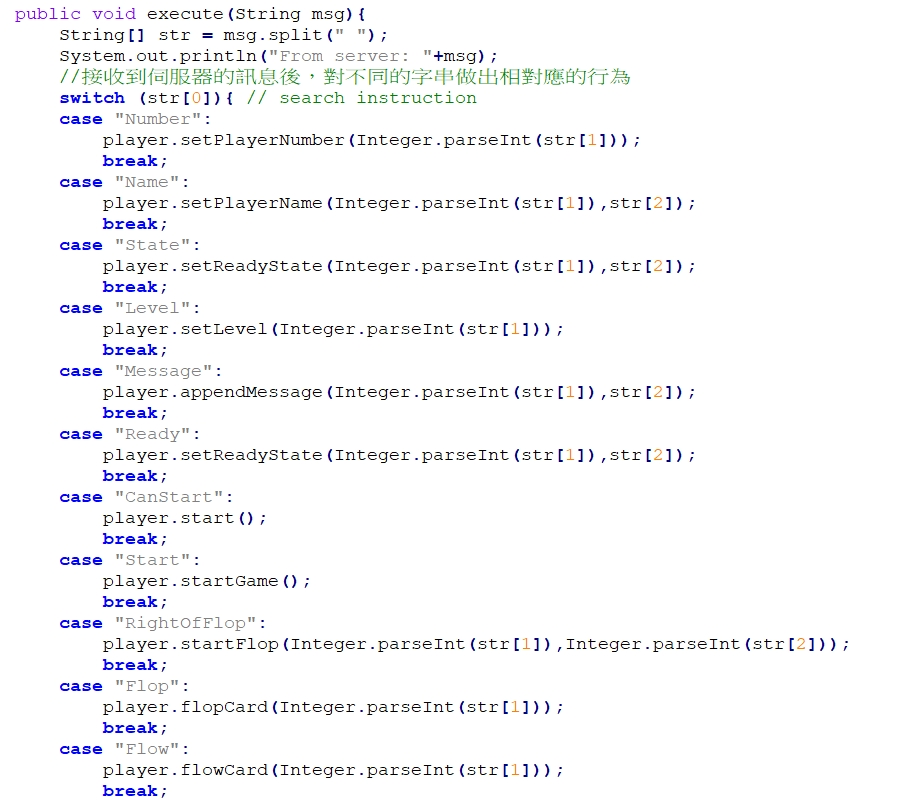 public void execute(String msg){
    String[] str = msg.split(" ");
    System.out.println("From server: "+msg);
    //接收到伺服器的訊息後，對不同的字串做出相對應的行為
    switch (str[0]){ // search instruction
    case "Number":
        player.setPlayerNumber(Integer.parseInt(str[1]));
        break;
    case "Name":
        player.setPlayerName(Integer.parseInt(str[1]),str[2]);
        break;
    case "State":
        player.setReadyState(Integer.parseInt(str[1]),str[2]);
        break;
    case "Level":
        player.setLevel(Integer.parseInt(str[1]));
        break;
    case "Message":
        player.appendMessage(Integer.parseInt(str[1]),str[2]);
        break;
    case "Ready":
        player.setReadyState(Integer.parseInt(str[1]),str[2]);
        break;
    case "CanStart":
        player.start();
        break;
    case "Start":
        player.startGame();
        break;
    case "RightOfFlop":
        player.startFlop(Integer.parseInt(str[1]),Integer.parseInt(str[2]));
        break;
    case "Flop":
        player.flopCard(Integer.parseInt(str[1]));
        break;
    case "Flow":
        player.flowCard(Integer.parseInt(str[1]));
        break;